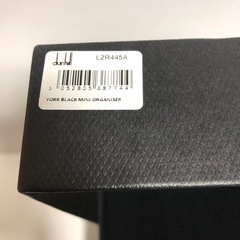 dunhill
L2R445A
5 052805 387744
YORK BLACK MINI ORGANISER